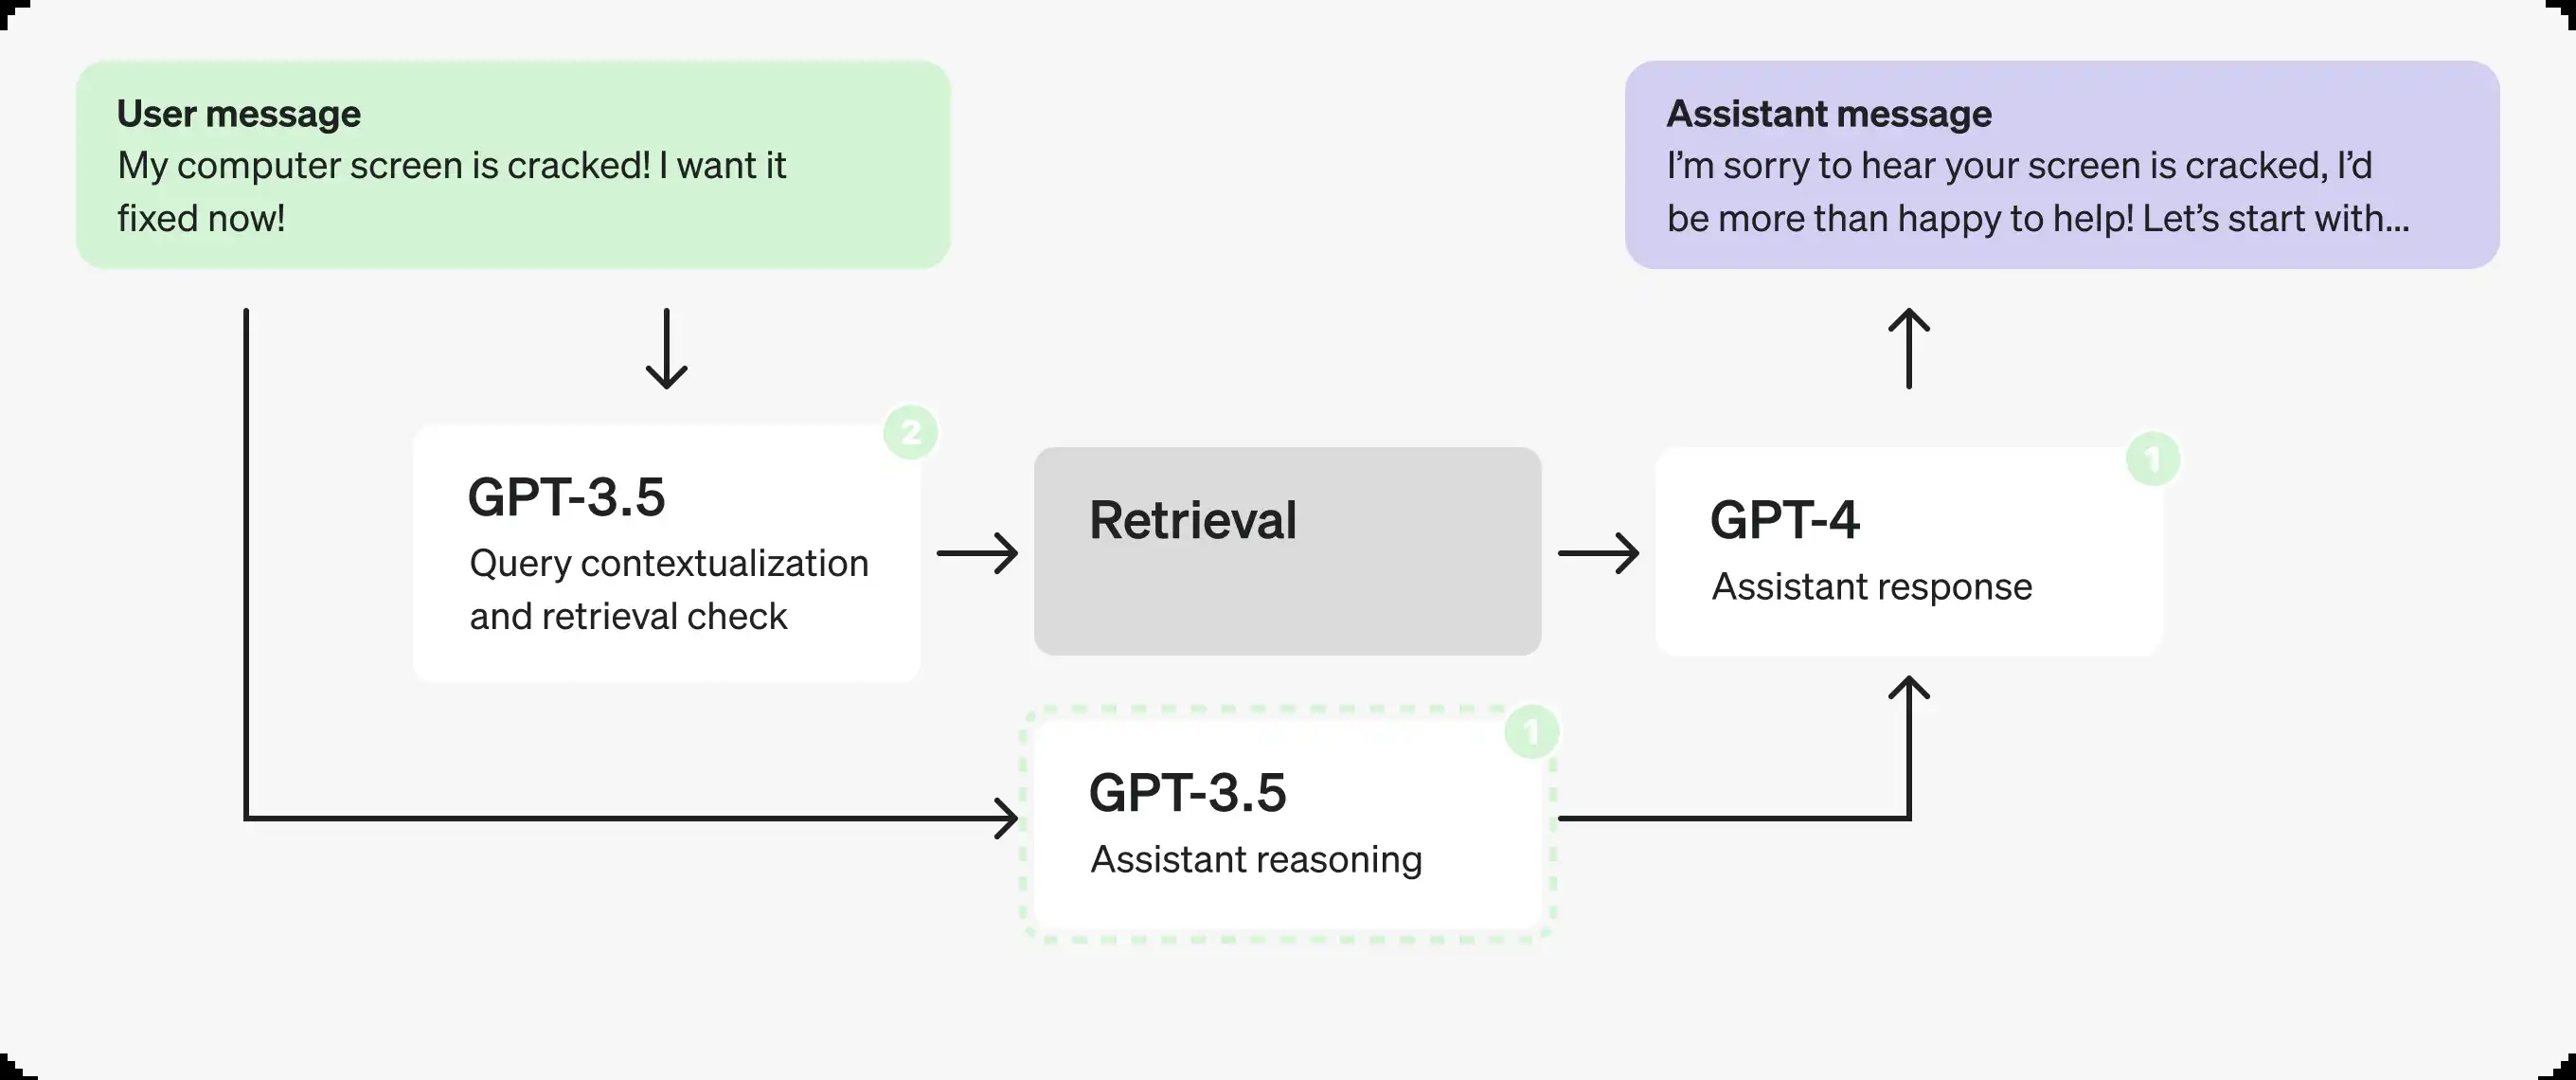 User message
My computer screen is cracked! I want it
fixed now!
Assistant message
I’m sorry to hear your screen is cracked, I’d
be more than happy to help! Let’s start with...
2
GPT-3.5
Query contextualization
and retrieval check
Retrieval
1
GPT-4
Assistant response
1
GPT-3.5
Assistant reasoning